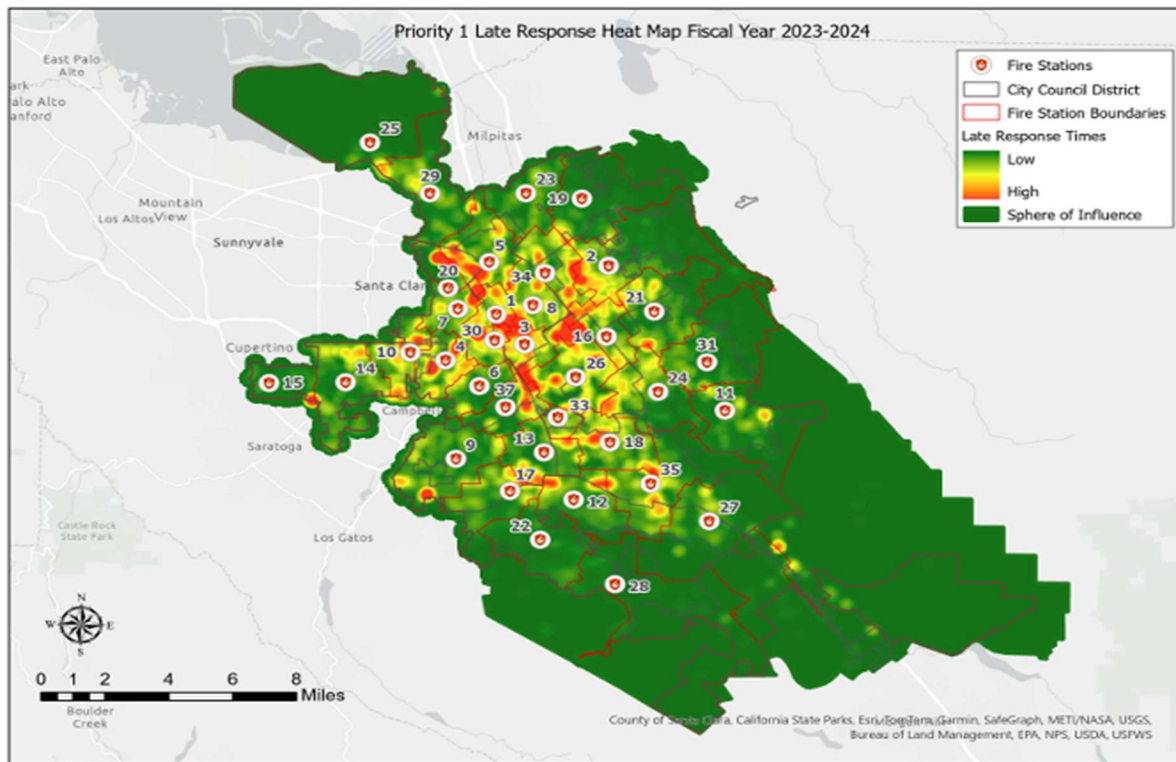 Priority 1 Late Response Heat Map Fiscal Year 2023-2024
Fire Stations
City Council District
Fire Station Boundaries
Late Response Times
Low
High
Sphere of Influence
East Palo
Alto
ark
alo Alto
anford
Milpitas
Mountain
View
Los Altos
Sunnyvale
Santa Clar
Cupertino
Campbell
Saratoga
Los Gatos
Castle Rock
State Park
Boulder
Creek
25
29
23
19
5
2
20
34
1
8
21
7
30
3
16
10
4
31
15
14
6
26
24
37
11
33
9
13
18
17
35
12
27
22
28
N
W
E
S
0 1 2 4 6 8
Miles
County of Santa Clara, California State Parks, Esri, TomTom, Garmin, SafeGraph, METI/NASA, USGS,
Bureau of Land Management, EPA, NPS, USDA, USFWS